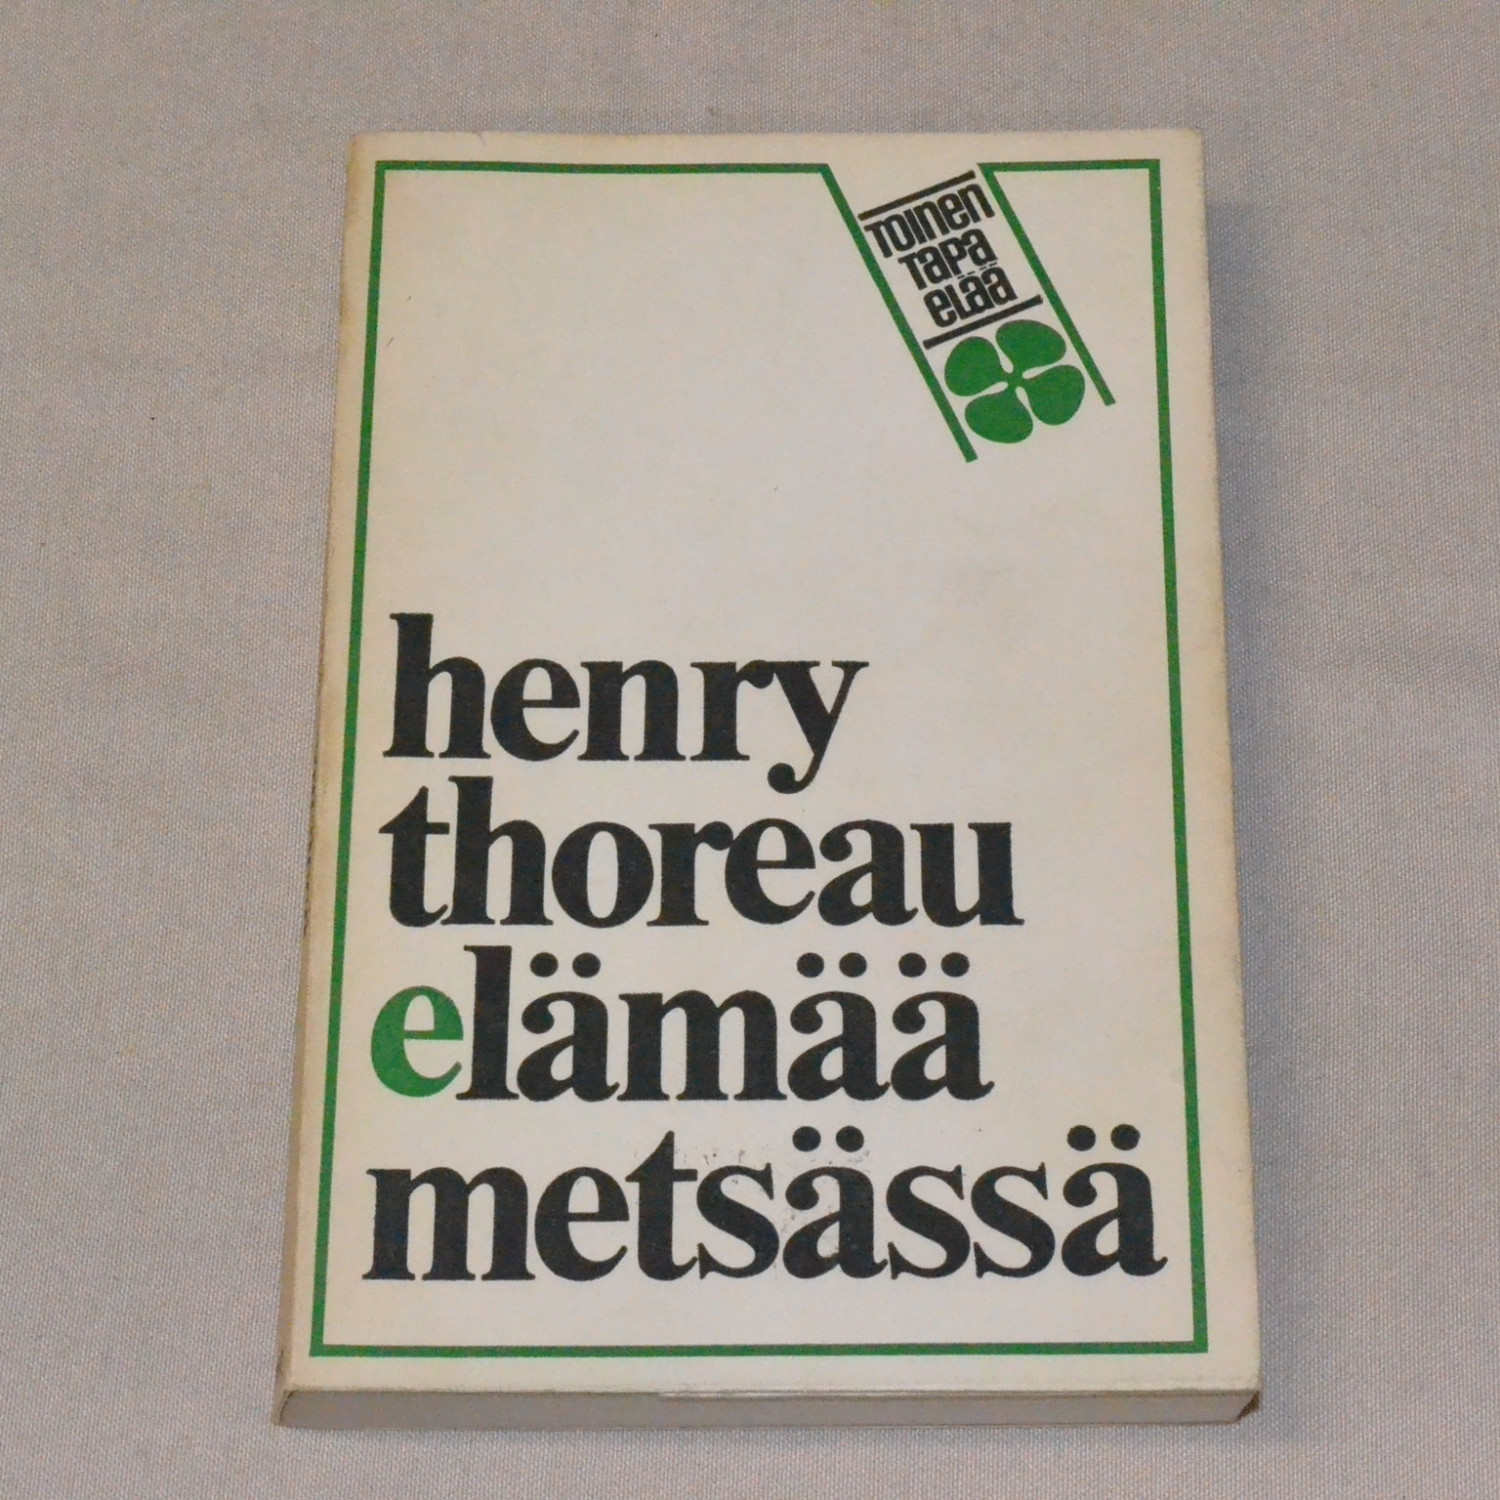 TOINEN
TAPA
ELÄÄ
henry
thoreau
elämää
metsässä